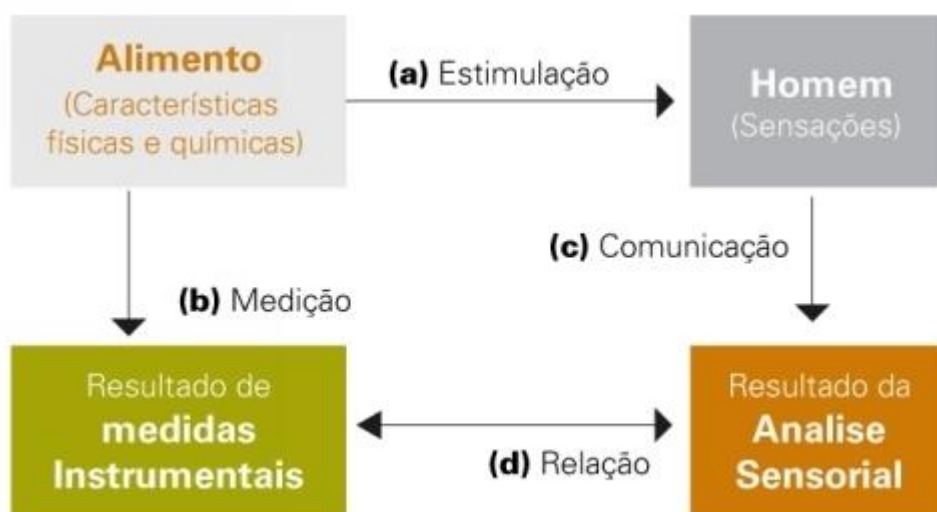 Alimento
(Características
físicas e químicas)
(a) Estimulação
Homem
(Sensações)
(c) Comunicação
(b) Medição
Resultado de
medidas
Instrumentais
Resultado da
Analise
Sensorial
(d) Relação